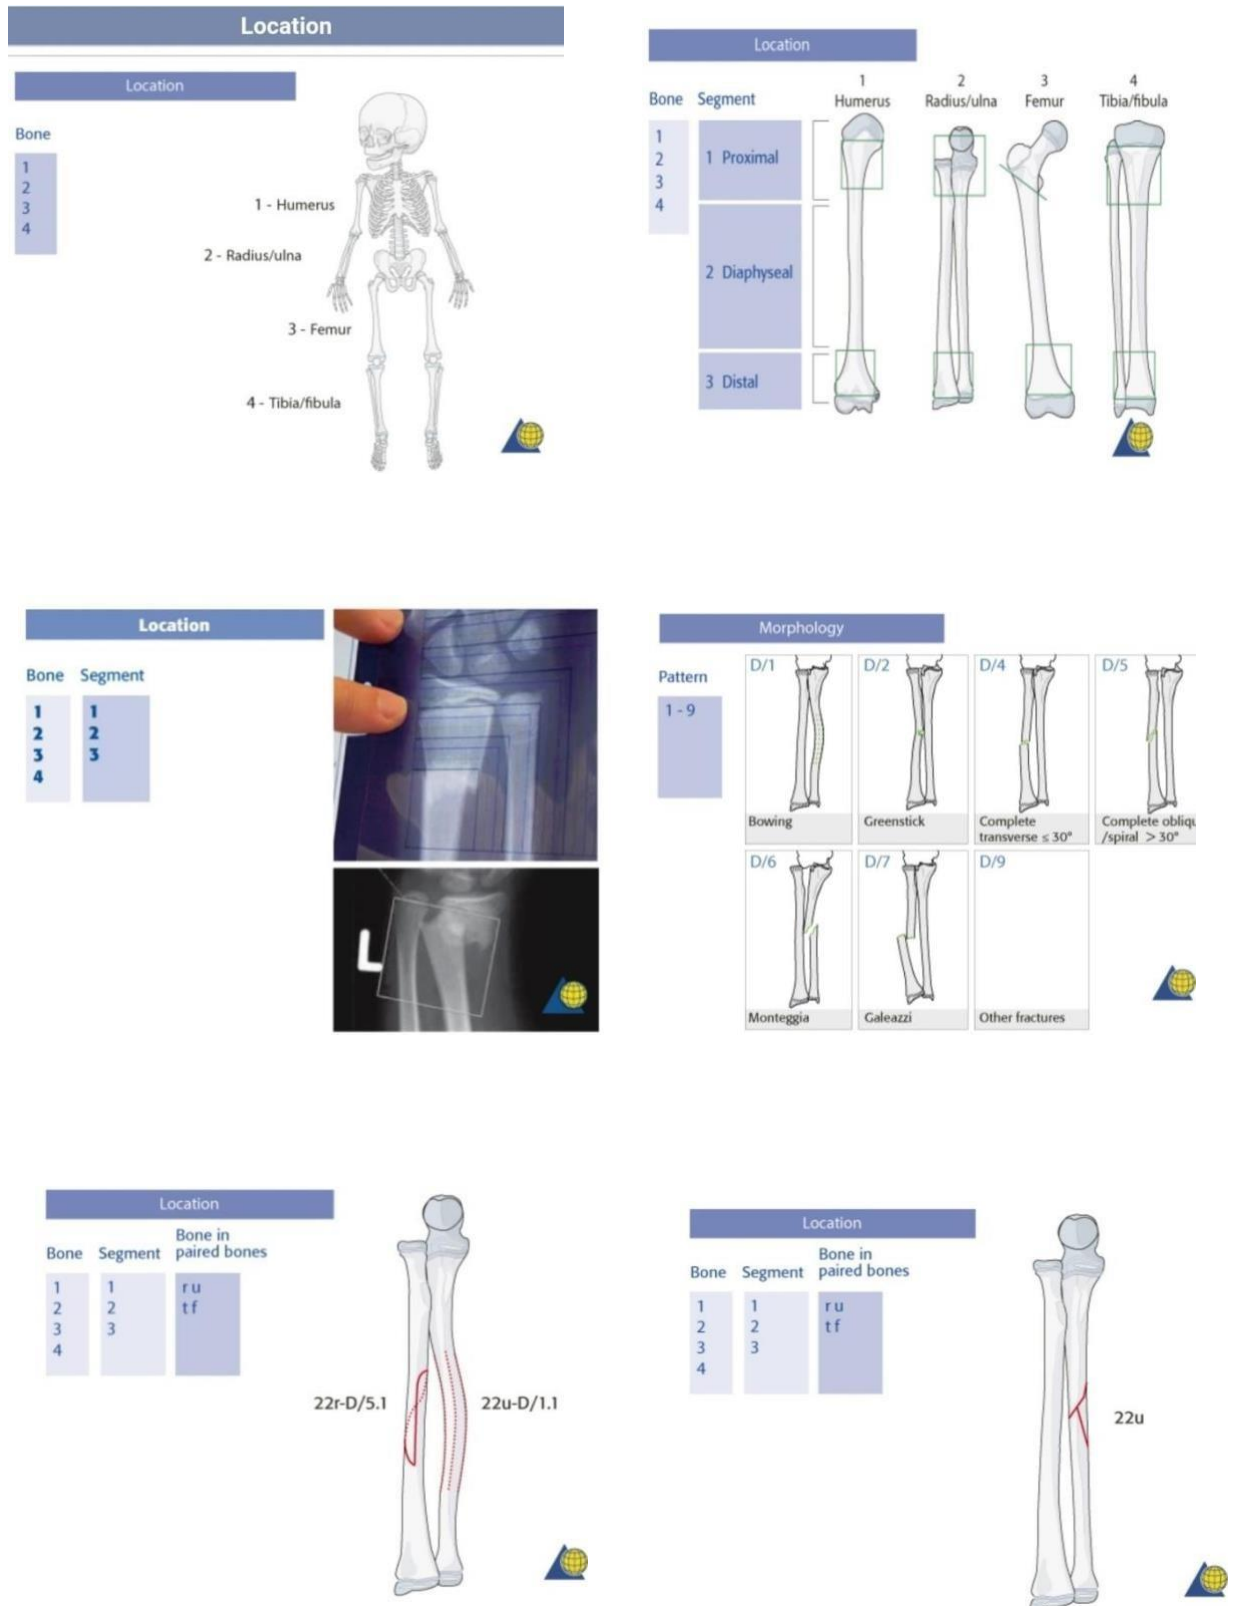 Location
Location
Bone
1
2
3
4
1 - Humerus
2 - Radius/ulna
3 - Femur
4 - Tibia/fibula
Location
Bone Segment
1
2
3
4
1 Proximal
2 Diaphyseal
3 Distal
1 2 3 4
Humerus Radius/ulna Femur Tibia/fibula
Location
Bone Segment
1 1
2 2
3 3
4
L
Morphology
Pattern
1 - 9
D/1 D/2 D/4 D/5
Bowing Greenstick Complete transverse ≤ 30° Complete obliqu
/spiral > 30°
D/6 D/7 D/9
Monteggia Galeazzi Other fractures
Location
Bone Segment Bone in paired bones
1 1 r u
2 2 t f
3 3
4
22r-D/5.1 22u-D/1.1
Location
Bone Segment Bone in paired bones
1 1 r u
2 2 t f
3 3
4
22u